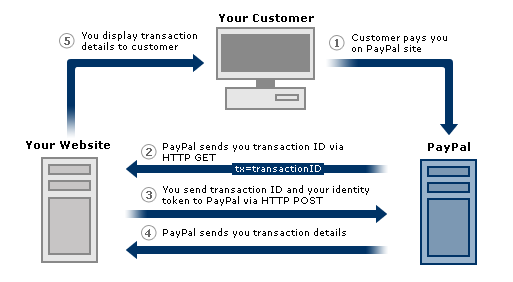 Your Customer
5 You display transaction
details to customer
1 Customer pays you
on PayPal site
Your Website
PayPal
2 PayPal sends you transaction ID via
HTTP GET
tx=transactionID
3 You send transaction ID and your identity
token to PayPal via HTTP POST
4 PayPal sends you transaction details